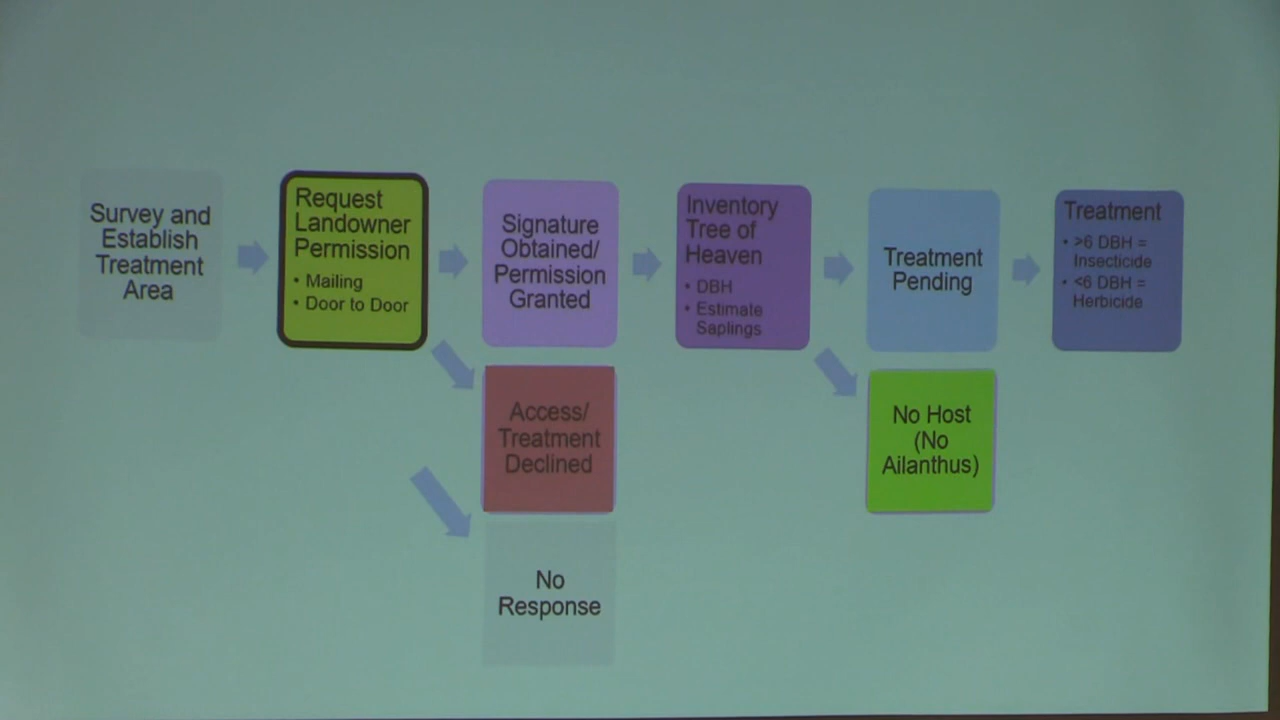 Survey and
Establish
Treatment
Area
Request
Landowner
Permission
• Mailing
• Door to Door
Signature
Obtained/
Permission
Granted
Access/
Treatment
Declined
No
Response
Inventory
Tree of
Heaven
• DBH
• Estimate
Saplings
Treatment
Pending
No Host
(No
Ailanthus)
Treatment
• >6 DBH =
Insecticide
• <6 DBH =
Herbicide